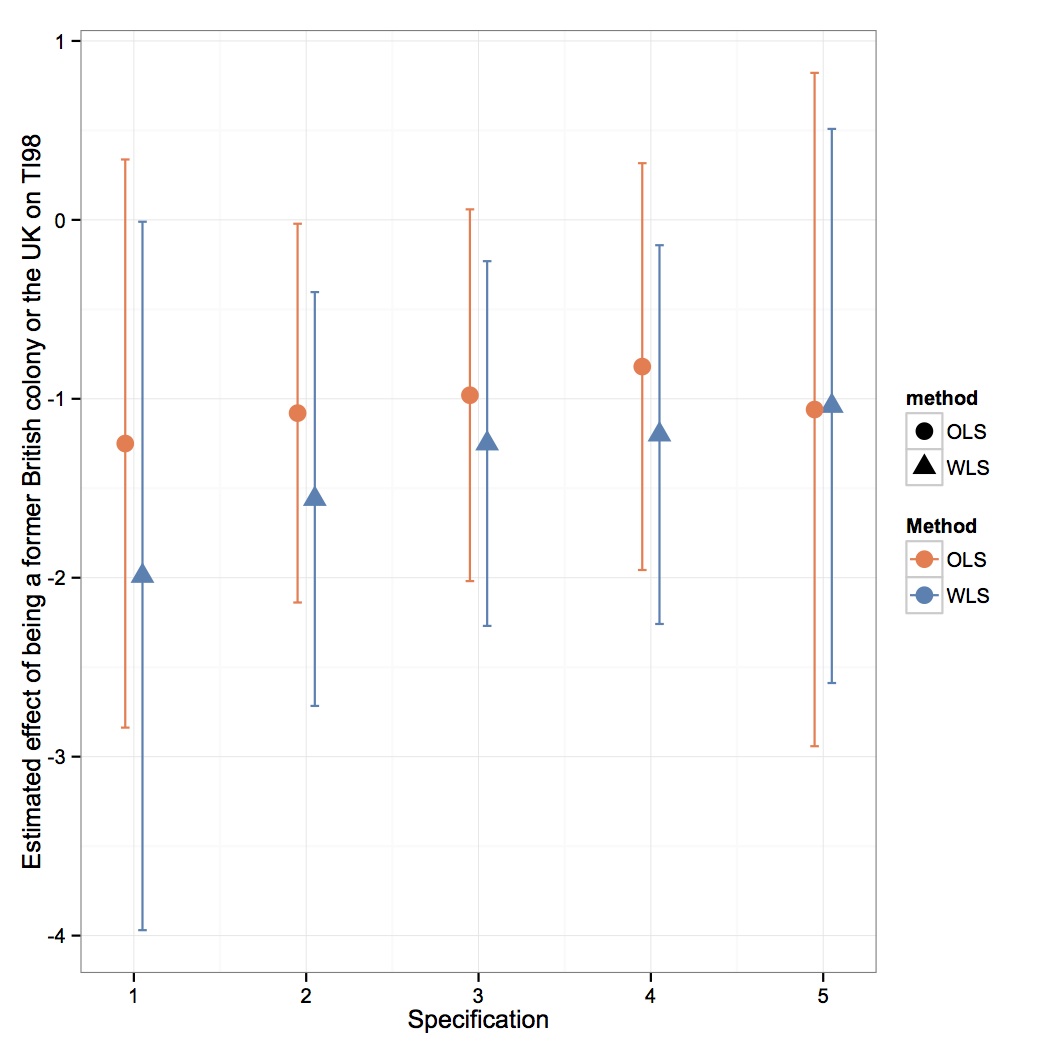 Estimated effect of being a former British colony or the UK on TI98
1
0
-1
-2
-3
-4
1 2 3 4 5
Specification
method
OLS
WLS
Method
OLS
WLS